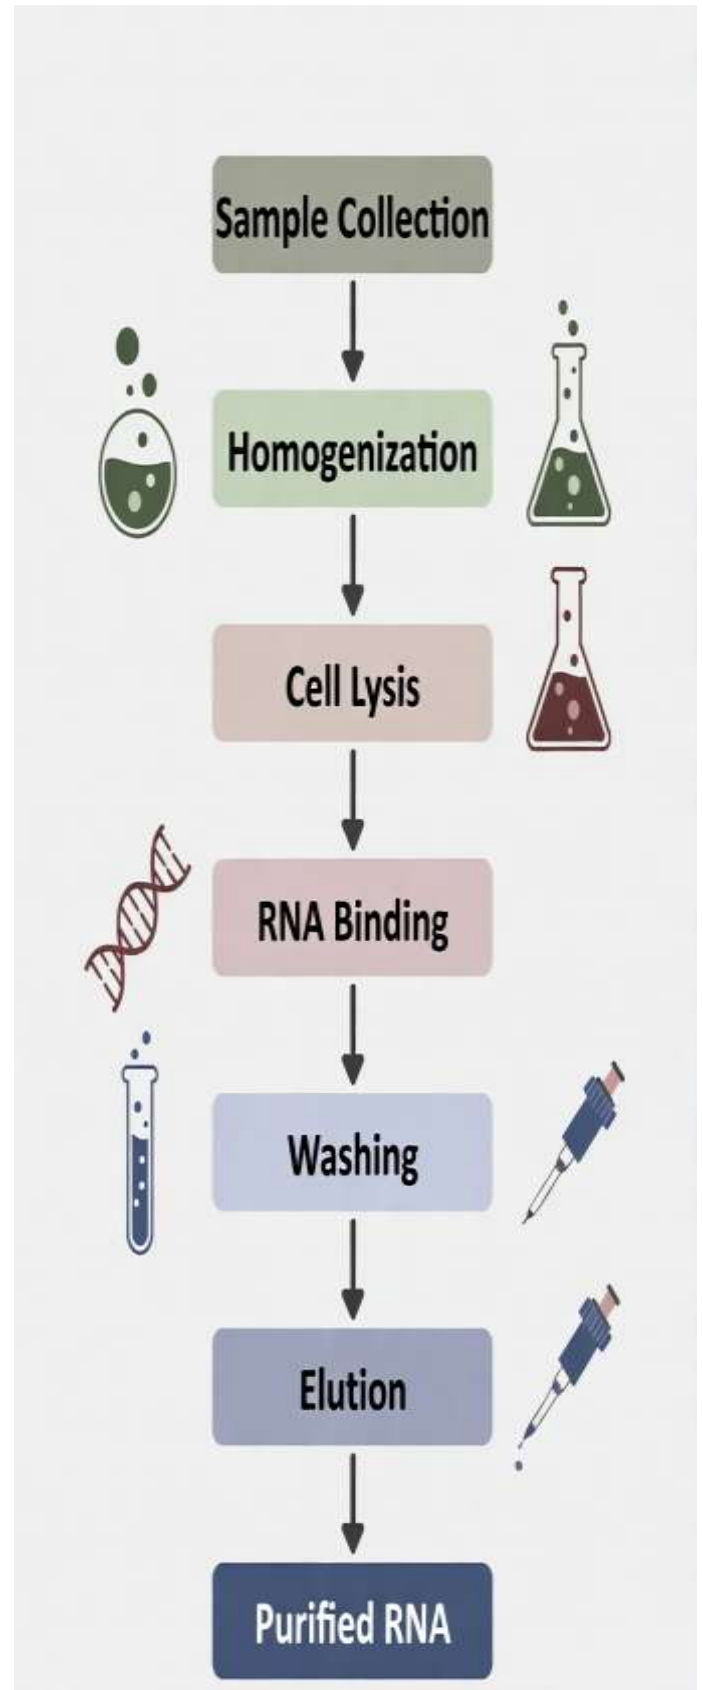 Sample Collection
Homogenization
Cell Lysis
RNA Binding
Washing
Elution
Purified RNA